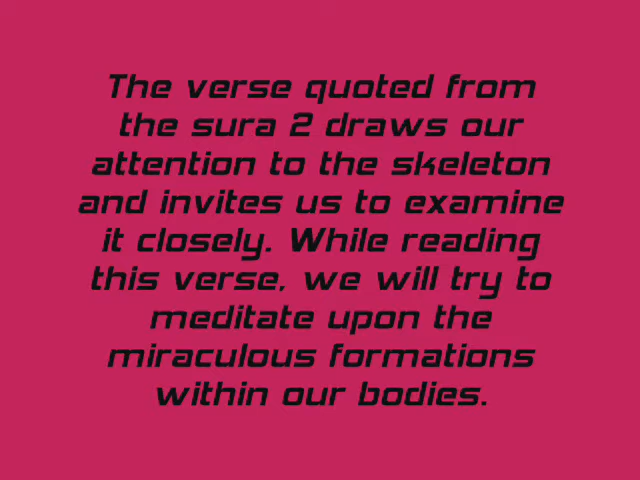 The verse quoted from
the sura 2 draws our
attention to the skeleton
and invites us to examine
it closely. While reading
this verse, we will try to
meditate upon the
miraculous formations
within our bodies.